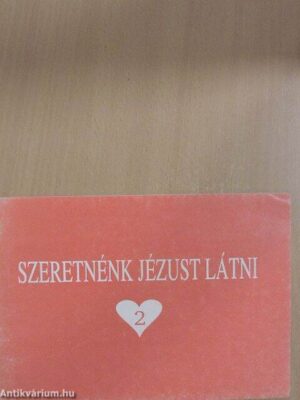 SZERETNÉNK JÉZUST LÁTNI
2
Antikvárium.hu